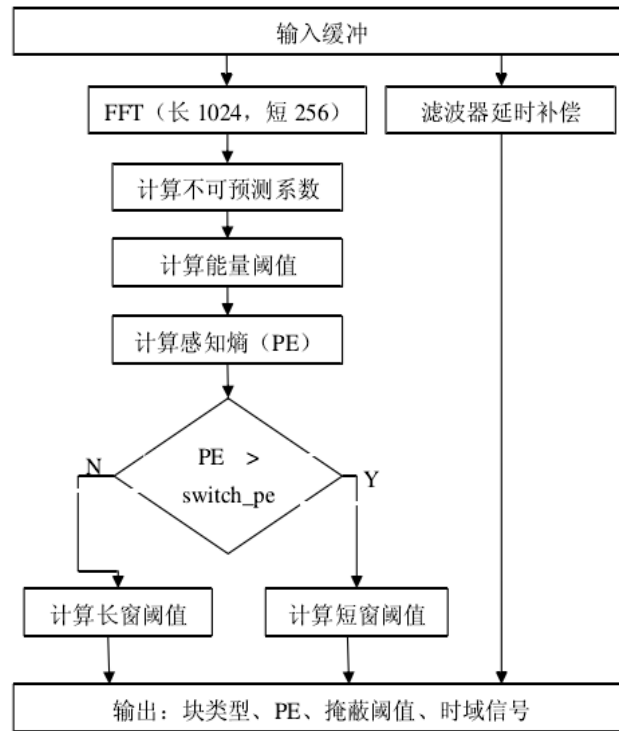 输入缓冲
FFT（长 1024，短 256）
滤波器延时补偿
计算不可预测系数
计算能量阈值
计算感知熵（PE）
PE >
switch_pe
N
Y
计算长窗阈值
计算短窗阈值
输出：块类型、PE、掩蔽阈值、时域信号